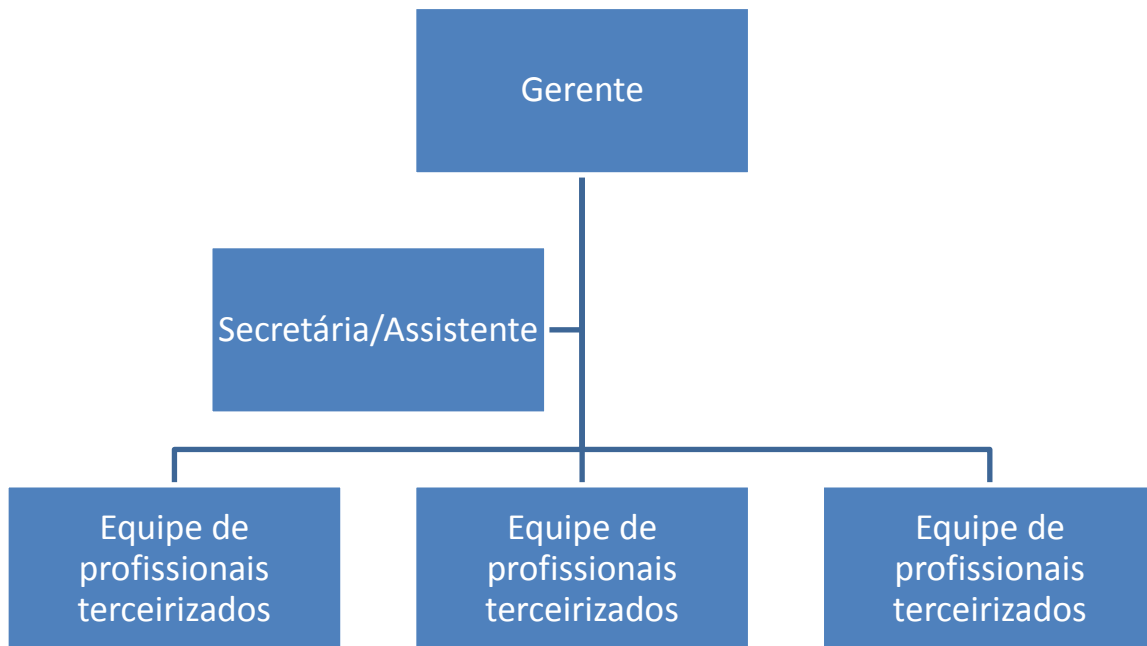 Gerente
Secretária/Assistente
Equipe de
profissionais
terceirizados
Equipe de
profissionais
terceirizados
Equipe de
profissionais
terceirizados